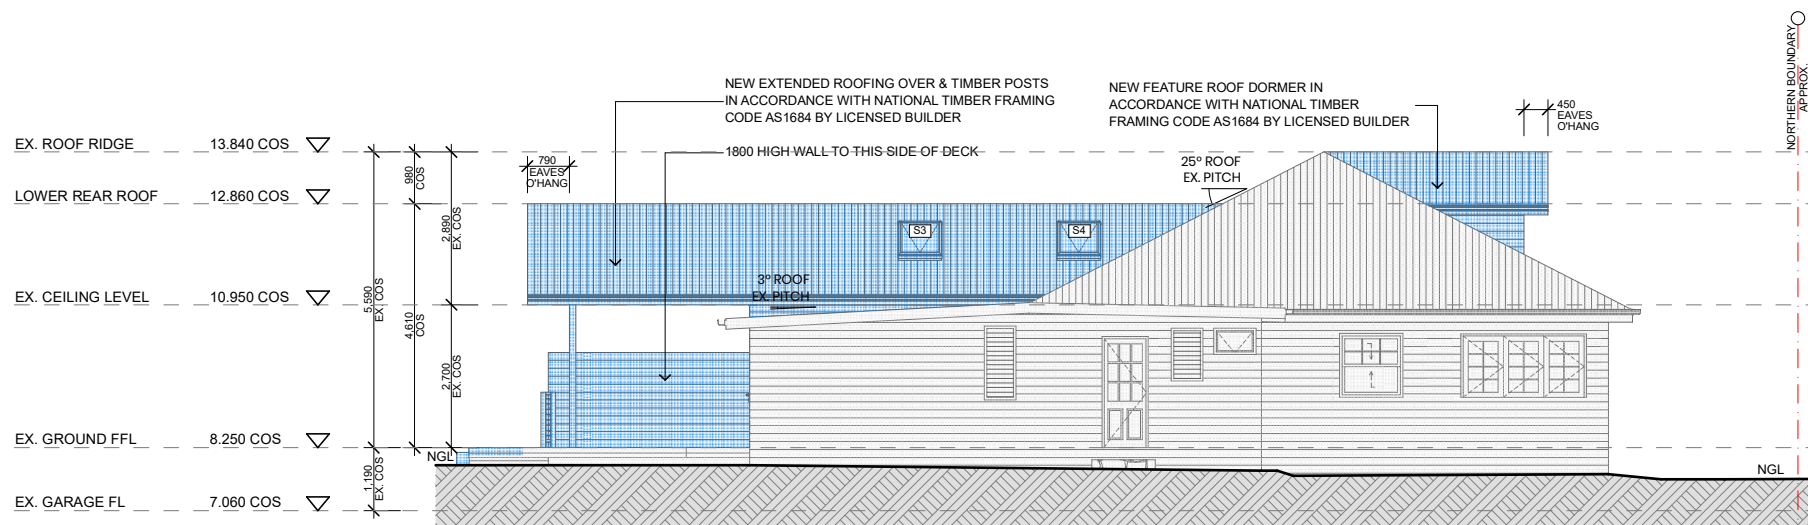 NEW EXTENDED ROOFING OVER & TIMBER POSTS
IN ACCORDANCE WITH NATIONAL TIMBER FRAMING
CODE AS1684 BY LICENSED BUILDER
NEW FEATURE ROOF DORMER IN
ACCORDANCE WITH NATIONAL TIMBER
FRAMING CODE AS1684 BY LICENSED BUILDER
450
EAVES
O'HANG
NORTHERN BOUNDARY
APPROX.
EX. ROOF RIDGE 13.840 COS
1800 HIGH WALL TO THIS SIDE OF DECK
790
EAVES
O'HANG
25° ROOF
EX. PITCH
980
COS
LOWER REAR ROOF 12.860 COS
2,890
EX. COS
S3
S4
3° ROOF
EX. PITCH
EX. CEILING LEVEL 10.950 COS
5,590
EX. COS
4,610
COS
2,700
EX. COS
EX. GROUND FFL 8.250 COS
NGL
NGL
1,190
EX. COS
EX. GARAGE FL 7.060 COS